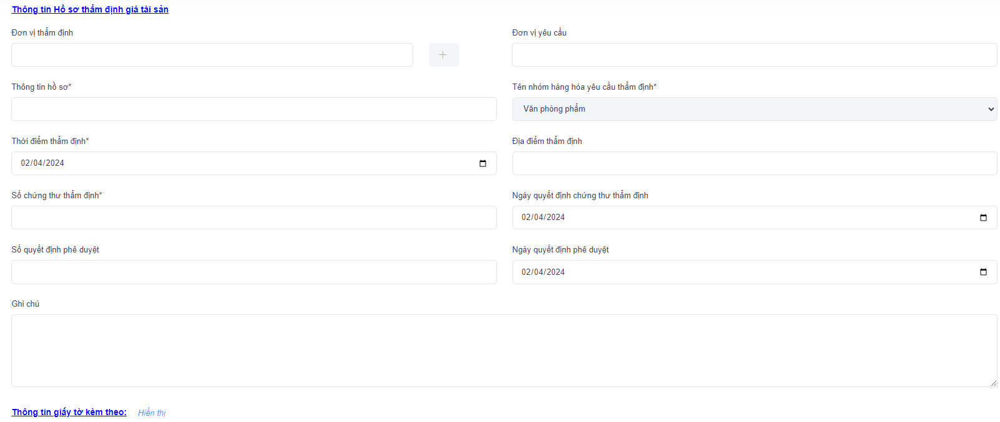 Thông tin Hồ sơ thẩm định giá tài sản
Đơn vị thẩm định
Đơn vị yêu cầu
Thông tin hồ sơ*
Tên nhóm hàng hóa yêu cầu thẩm định*
Văn phòng phẩm
Thời điểm thẩm định*
Địa điểm thẩm định
02/04/2024
Số chứng thư thẩm định*
Ngày quyết định chứng thư thẩm định
02/04/2024
Số quyết định phê duyệt
Ngày quyết định phê duyệt
02/04/2024
Ghi chú
Thông tin giấy tờ kèm theo: Hiển thị